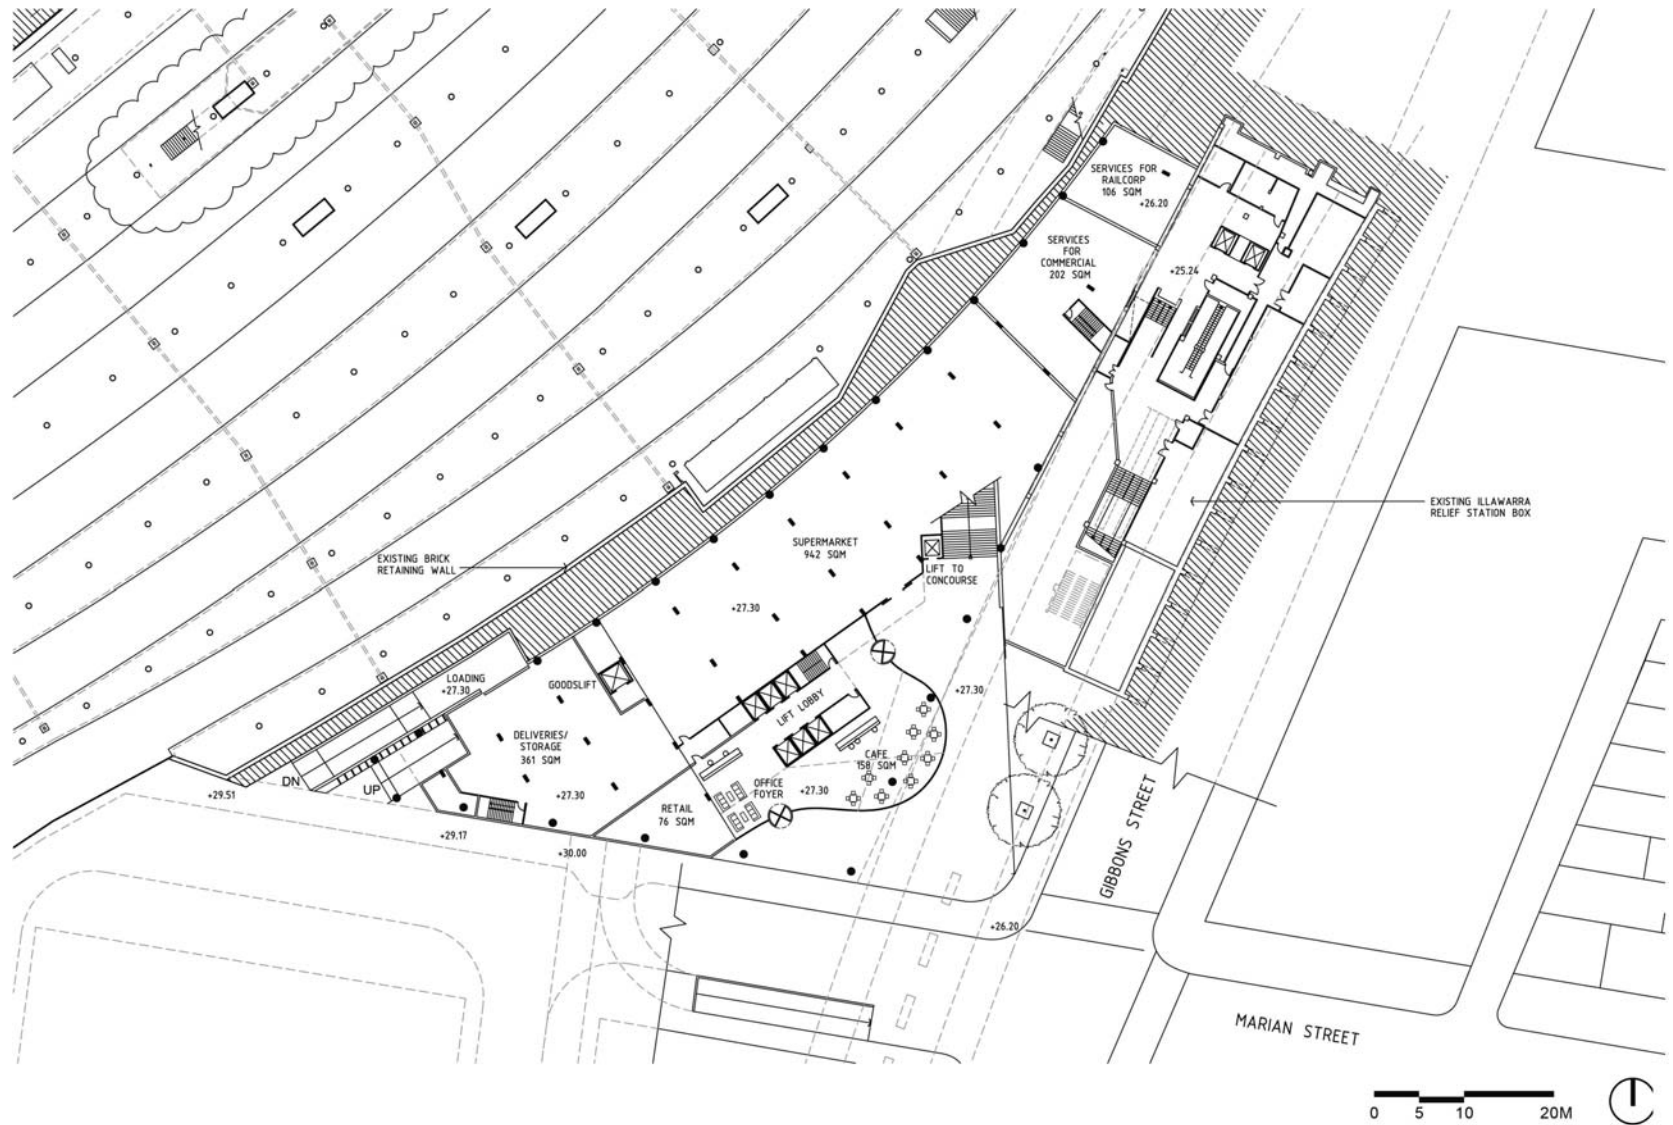 SERVICES FOR
RAILCORP
106 SQM
+26.20
SERVICES
FOR
COMMERCIAL
202 SQM
+25.24
EXISTING ILLAWARRA
RELIEF STATION BOX
EXISTING BRICK
RETAINING WALL
SUPERMARKET
942 SQM
LIFT TO
CONCOURSE
+27.30
LOADING
+27.30
GOODSLIFT
LIFT LOBBY
+27.30
DELIVERIES/
STORAGE
361 SQM
CAFE
158 SQM
DN
UP
OFFICE
FOYER
+27.30
+27.30
RETAIL
76 SQM
+29.51
+29.17
+30.00
GIBBONS STREET
+26.20
MARIAN STREET
0 5 10 20M